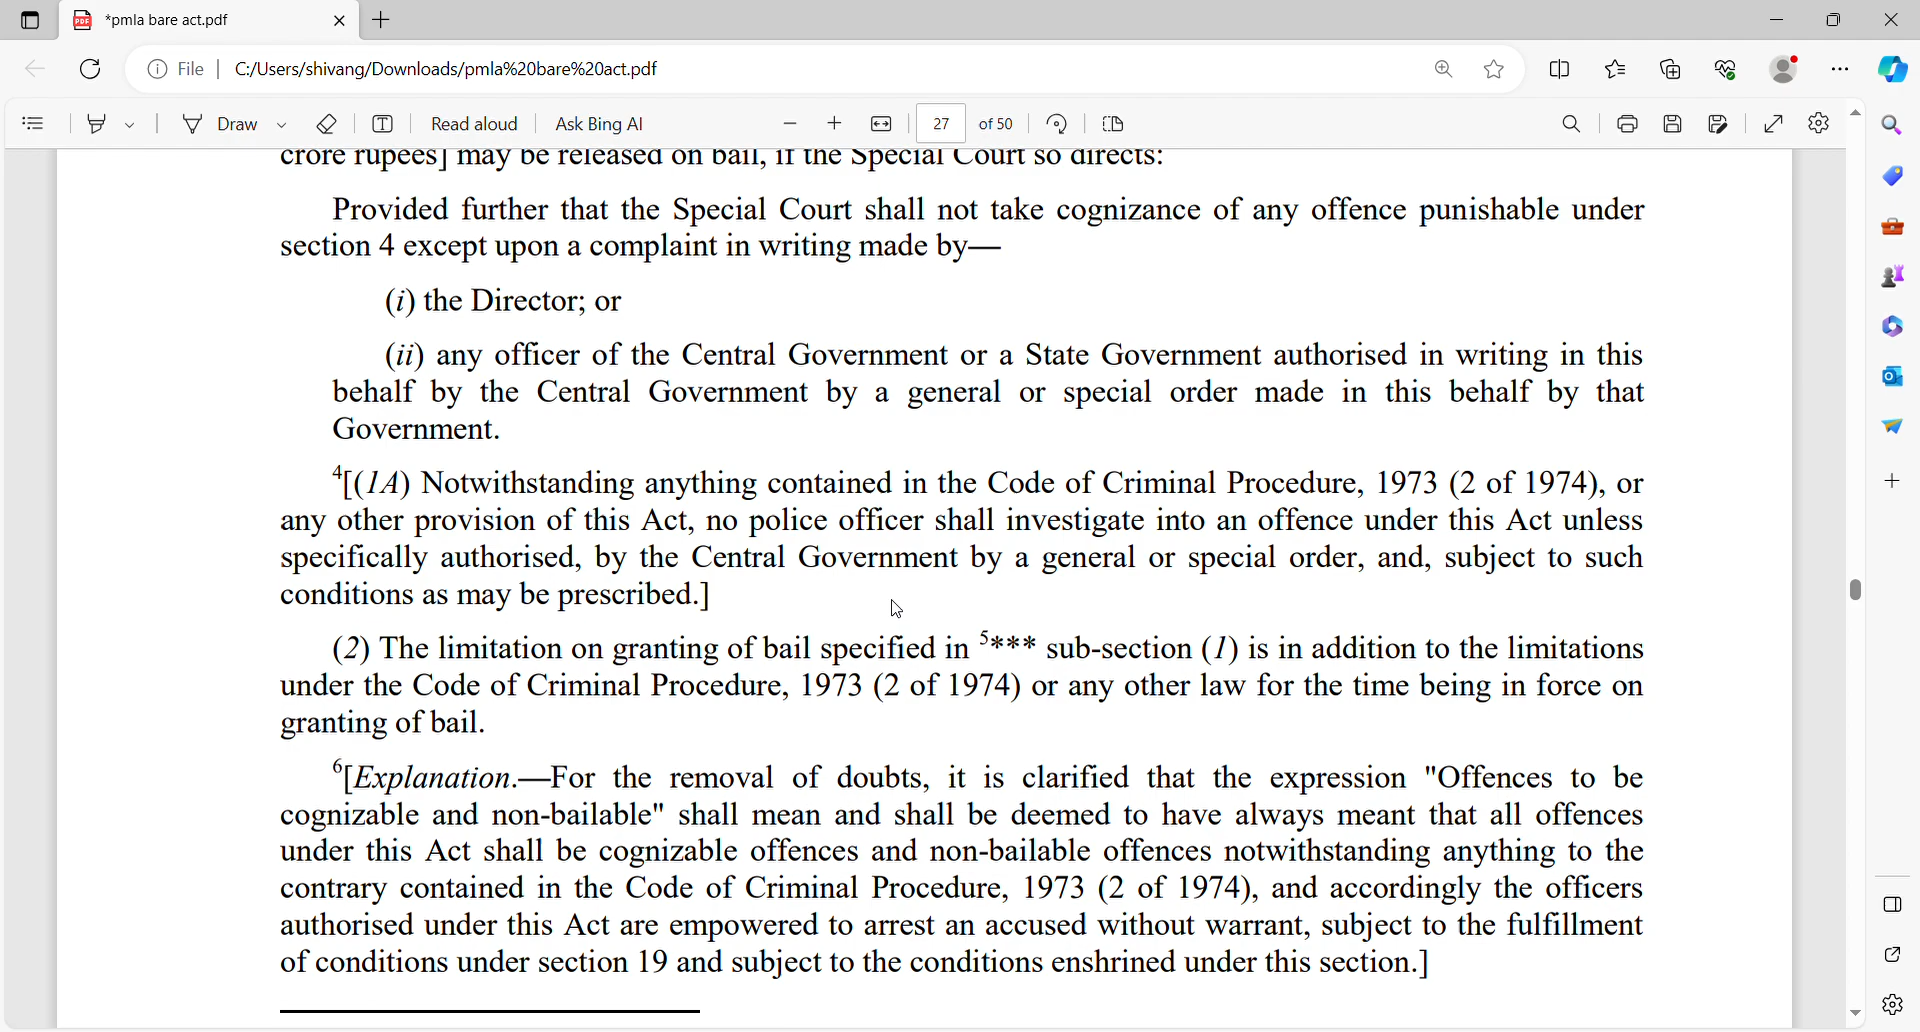 *pmla bare act.pdf
File | C:/Users/shivang/Downloads/pmla%20bare%20act.pdf
Draw Read aloud Ask Bing AI 27 of 50
crore rupees] may be released on bail, if the Special Court so directs:
Provided further that the Special Court shall not take cognizance of any offence punishable under
section 4 except upon a complaint in writing made by—
(i) the Director; or
(ii) any officer of the Central Government or a State Government authorised in writing in this
behalf by the Central Government by a general or special order made in this behalf by that
Government.
4[(1A) Notwithstanding anything contained in the Code of Criminal Procedure, 1973 (2 of 1974), or
any other provision of this Act, no police officer shall investigate into an offence under this Act unless
specifically authorised, by the Central Government by a general or special order, and, subject to such
conditions as may be prescribed.]
(2) The limitation on granting of bail specified in 5*** sub-section (1) is in addition to the limitations
under the Code of Criminal Procedure, 1973 (2 of 1974) or any other law for the time being in force on
granting of bail.
6[Explanation.—For the removal of doubts, it is clarified that the expression "Offences to be
cognizable and non-bailable" shall mean and shall be deemed to have always meant that all offences
under this Act shall be cognizable offences and non-bailable offences notwithstanding anything to the
contrary contained in the Code of Criminal Procedure, 1973 (2 of 1974), and accordingly the officers
authorised under this Act are empowered to arrest an accused without warrant, subject to the fulfillment
of conditions under section 19 and subject to the conditions enshrined under this section.]